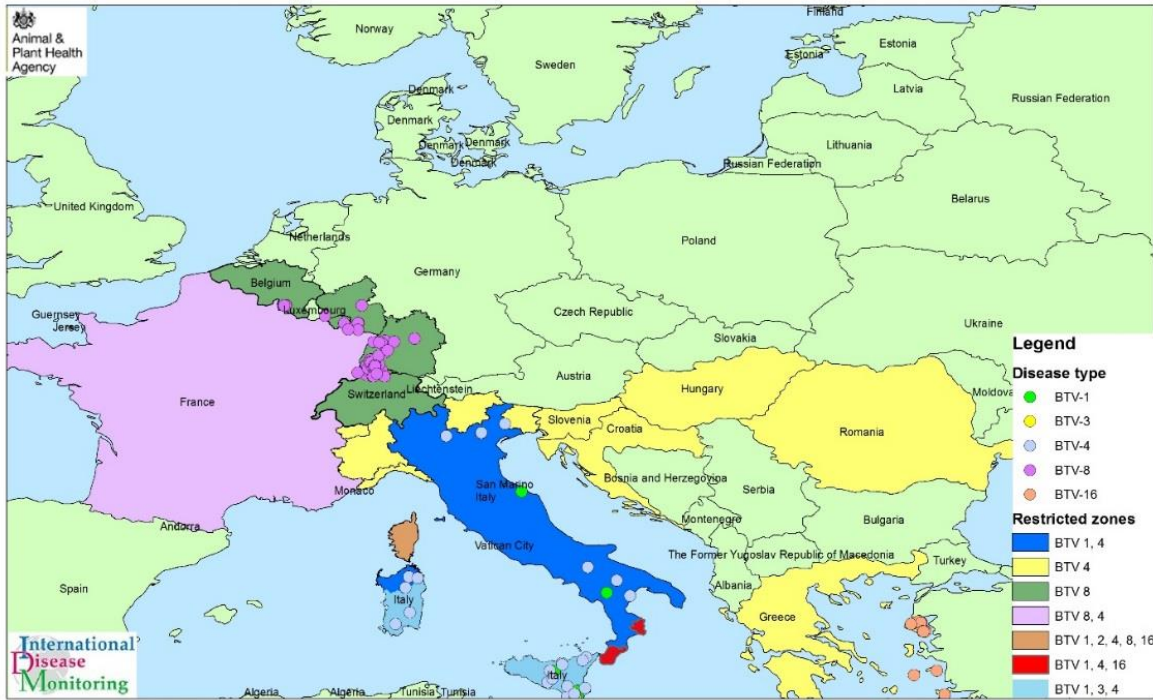 Animal &
Plant Health
Agency
Norway
Finland
Sweden
Estonia
Estonia
Russian Federation
Latvia
Denmark
Denmark
Denmark
Denmark
Denmark
Lithuania
Russian Federation
Belarus
United Kingdom
Netherlands
Germany
Poland
Belgium
Luxembourg
Guernsey
Jersey
Czech Republic
Ukraine
Slovakia
Austria
Liechtenstein
Switzerland
France
Hungary
Moldova
Slovenia
Croatia
Romania
Bosnia and Herzegovina
Serbia
San Marino
Italy
Monaco
Andorra
Montenegro
Bulgaria
Vatican City
The Former Yugoslav Republic of Macedonia
Turkey
Albania
Spain
Italy
Greece
Italy
Algeria
Algeria
Tunisia
Tunisia
International
Disease
Monitoring
Legend
Disease type
BTV-1
BTV-3
BTV-4
BTV-8
BTV-16
Restricted zones
BTV 1, 4
BTV 4
BTV 8
BTV 8, 4
BTV 1, 2, 4, 8, 16
BTV 1, 4, 16
BTV 1, 3, 4